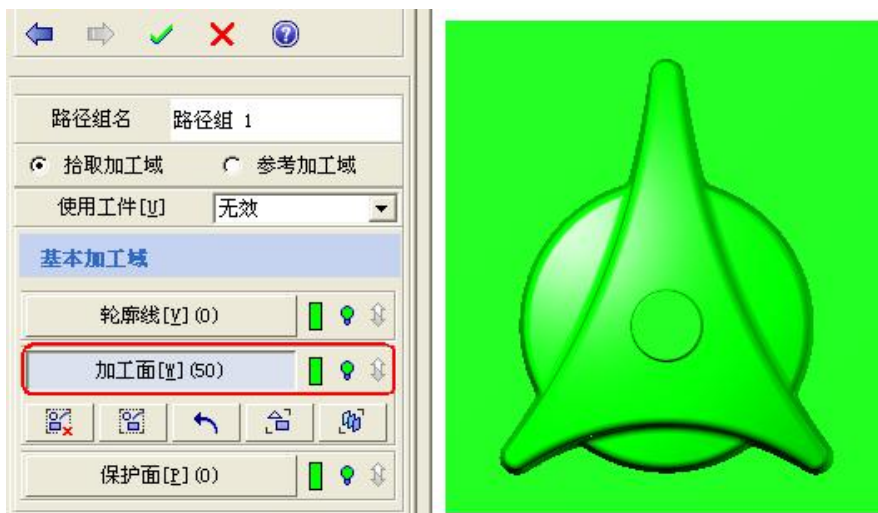 路径组名 路径组 1
拾取加工域 参考加工域
使用工件[U] 无效
基本加工域
轮廓线[V](0)
加工面[W](50)
保护面[P](0)